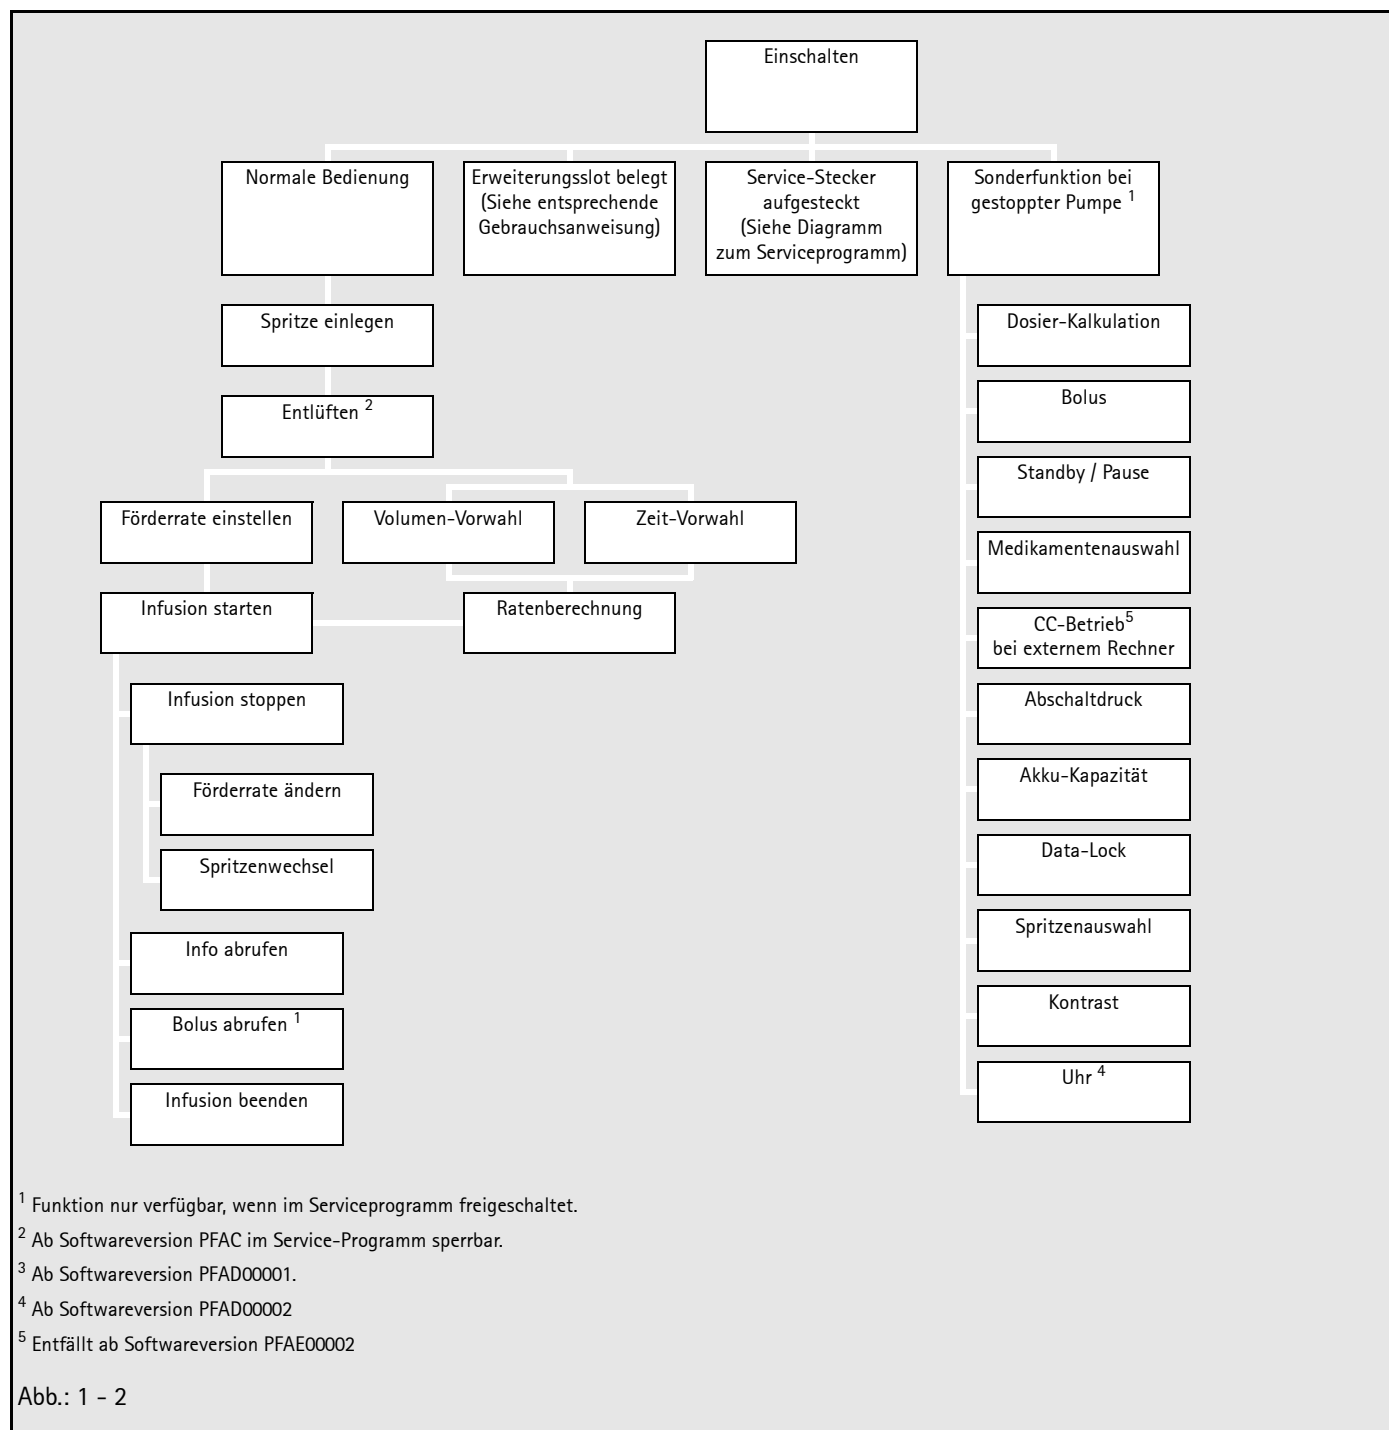 Einschalten
Normale Bedienung
Erweiterungsslot belegt
(Siehe entsprechende
Gebrauchsanweisung)
Service-Stecker
aufgesteckt
(Siehe Diagramm
zum Serviceprogramm)
Sonderfunktion bei
gestoppter Pumpe 1
Spritze einlegen
Entlüften 2
Förderrate einstellen
Volumen-Vorwahl
Zeit-Vorwahl
Infusion starten
Ratenberechnung
Infusion stoppen
Förderrate ändern
Spritzenwechsel
Info abrufen
Bolus abrufen 1
Infusion beenden
Dosier-Kalkulation
Bolus
Standby / Pause
Medikamentenauswahl
CC-Betrieb5
bei externem Rechner
Abschaltdruck
Akku-Kapazität
Data-Lock
Spritzenauswahl
Kontrast
Uhr 4
1 Funktion nur verfügbar, wenn im Serviceprogramm freigeschaltet.
2 Ab Softwareversion PFAC im Service-Programm sperrbar.
3 Ab Softwareversion PFAD00001.
4 Ab Softwareversion PFAD00002
5 Entfällt ab Softwareversion PFAE00002
Abb.: 1 - 2